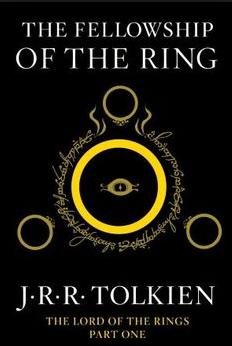 THE FELLOWSHIP
OF THE RING
J·R·R·TOLKIEN
THE LORD OF THE RINGS
PART ONE